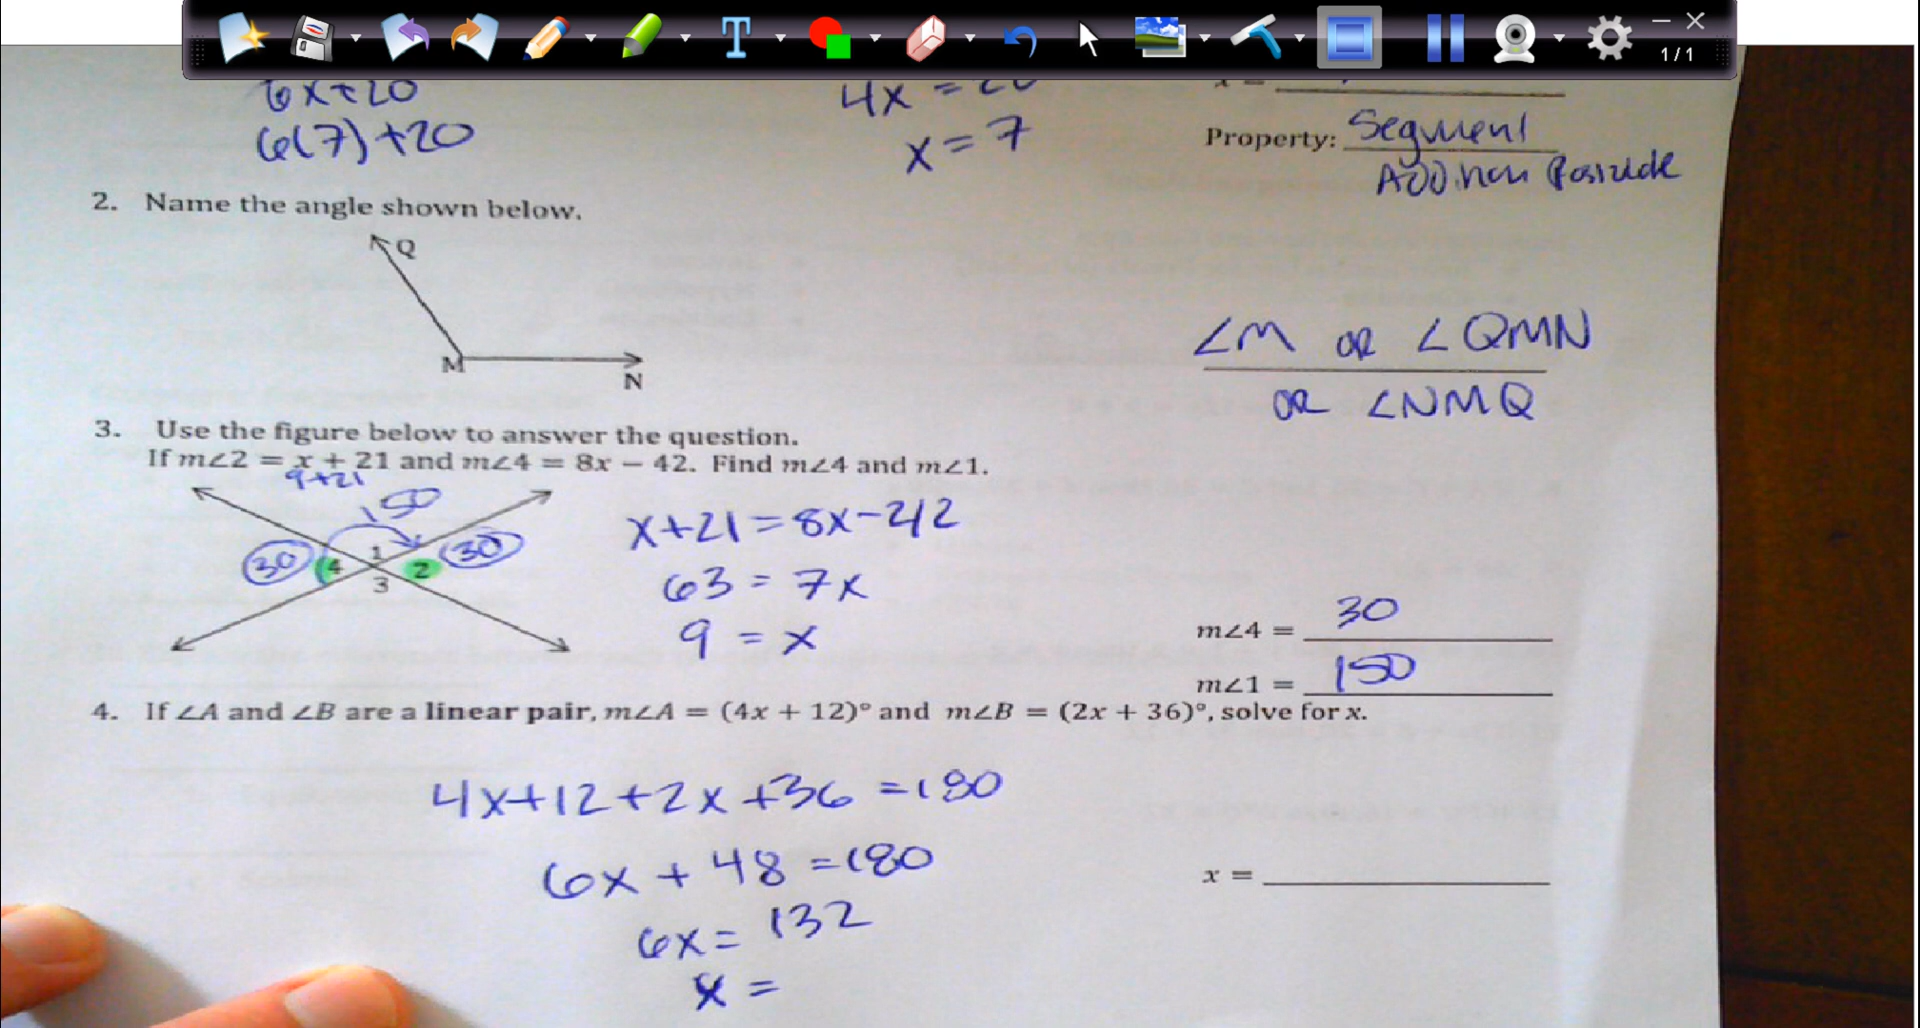 1/1
6x+20
4x = 20
x =
6(7)+20
x = 7
Property: Segment
Addition Postulate
2. Name the angle shown below.
Q
M
N
∠M OR ∠QMN
OR ∠NMQ
3. Use the figure below to answer the question.
If m∠2 = x + 21 and m∠4 = 8x − 42. Find m∠4 and m∠1.
9+21
150
30 4 1 2 30
3
x+21=8x-42
63 = 7x
9 = x
m∠4 = 30
m∠1 = 150
4. If ∠A and ∠B are a linear pair, m∠A = (4x + 12)° and m∠B = (2x + 36)°, solve for x.
4x+12+2x+36=180
6x + 48 =180
6x= 132
x =
x =